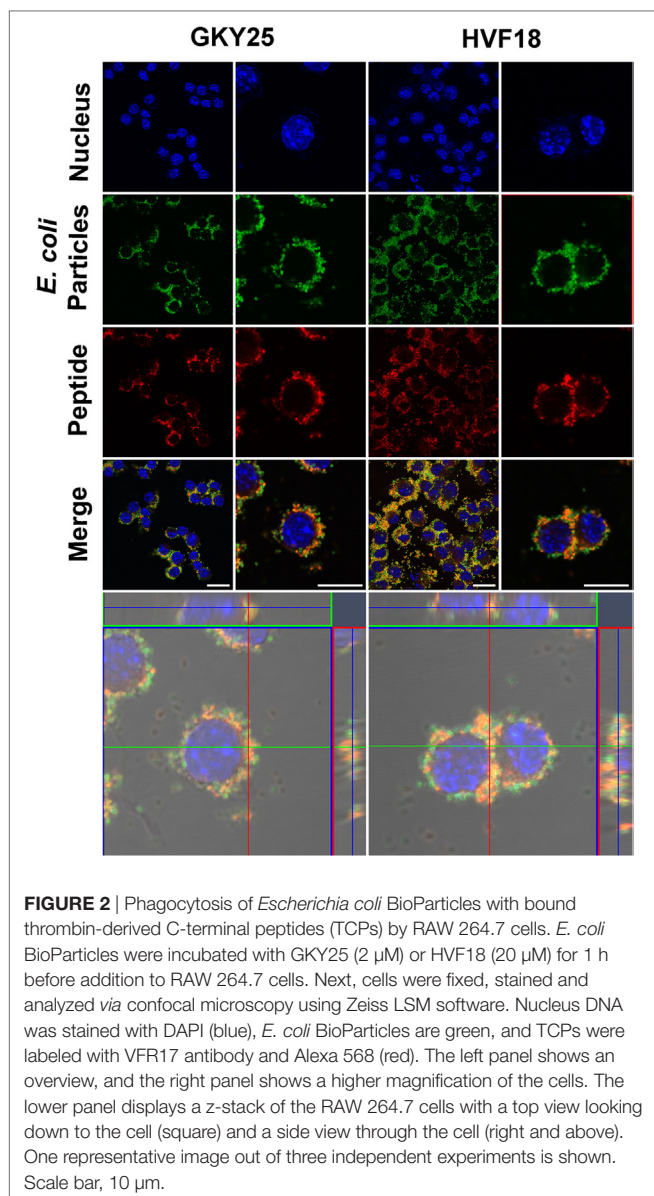 GKY25
HVF18
Nucleus
E. coli
Particles
Peptide
Merge
FIGURE 2 | Phagocytosis of Escherichia coli BioParticles with bound
thrombin-derived C-terminal peptides (TCPs) by RAW 264.7 cells. E. coli
BioParticles were incubated with GKY25 (2 μM) or HVF18 (20 μM) for 1 h
before addition to RAW 264.7 cells. Next, cells were fixed, stained and
analyzed via confocal microscopy using Zeiss LSM software. Nucleus DNA
was stained with DAPI (blue), E. coli BioParticles are green, and TCPs were
labeled with VFR17 antibody and Alexa 568 (red). The left panel shows an
overview, and the right panel shows a higher magnification of the cells. The
lower panel displays a z-stack of the RAW 264.7 cells with a top view looking
down to the cell (square) and a side view through the cell (right and above).
One representative image out of three independent experiments is shown.
Scale bar, 10 μm.